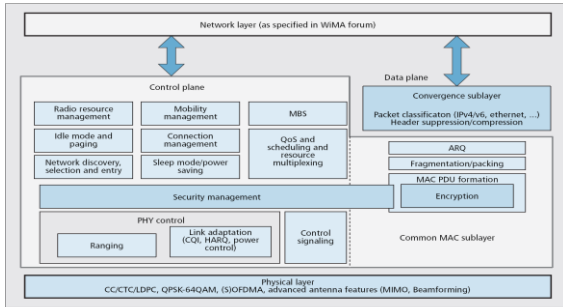 Network layer (as specified in WiMA forum)
Control plane
Data plane
Radio resource
management
Mobility
management
MBS
Idle mode and
paging
Connection
management
QoS and
scheduling and
resource
multiplexing
Network discovery,
selection and entry
Sleep mode/power
saving
Convergence sublayer
Packet classificaton (IPv4/v6, ethernet, ...)
Header suppression/compression
ARQ
Fragmentation/packing
MAC PDU formation
Security management
Encryption
PHY control
Ranging
Link adaptation
(CQI, HARQ, power
control)
Control
signaling
Common MAC sublayer
Physical layer
CC/CTC/LDPC, QPSK-64QAM, (S)OFDMA, advanced antenna features (MIMO, Beamforming)